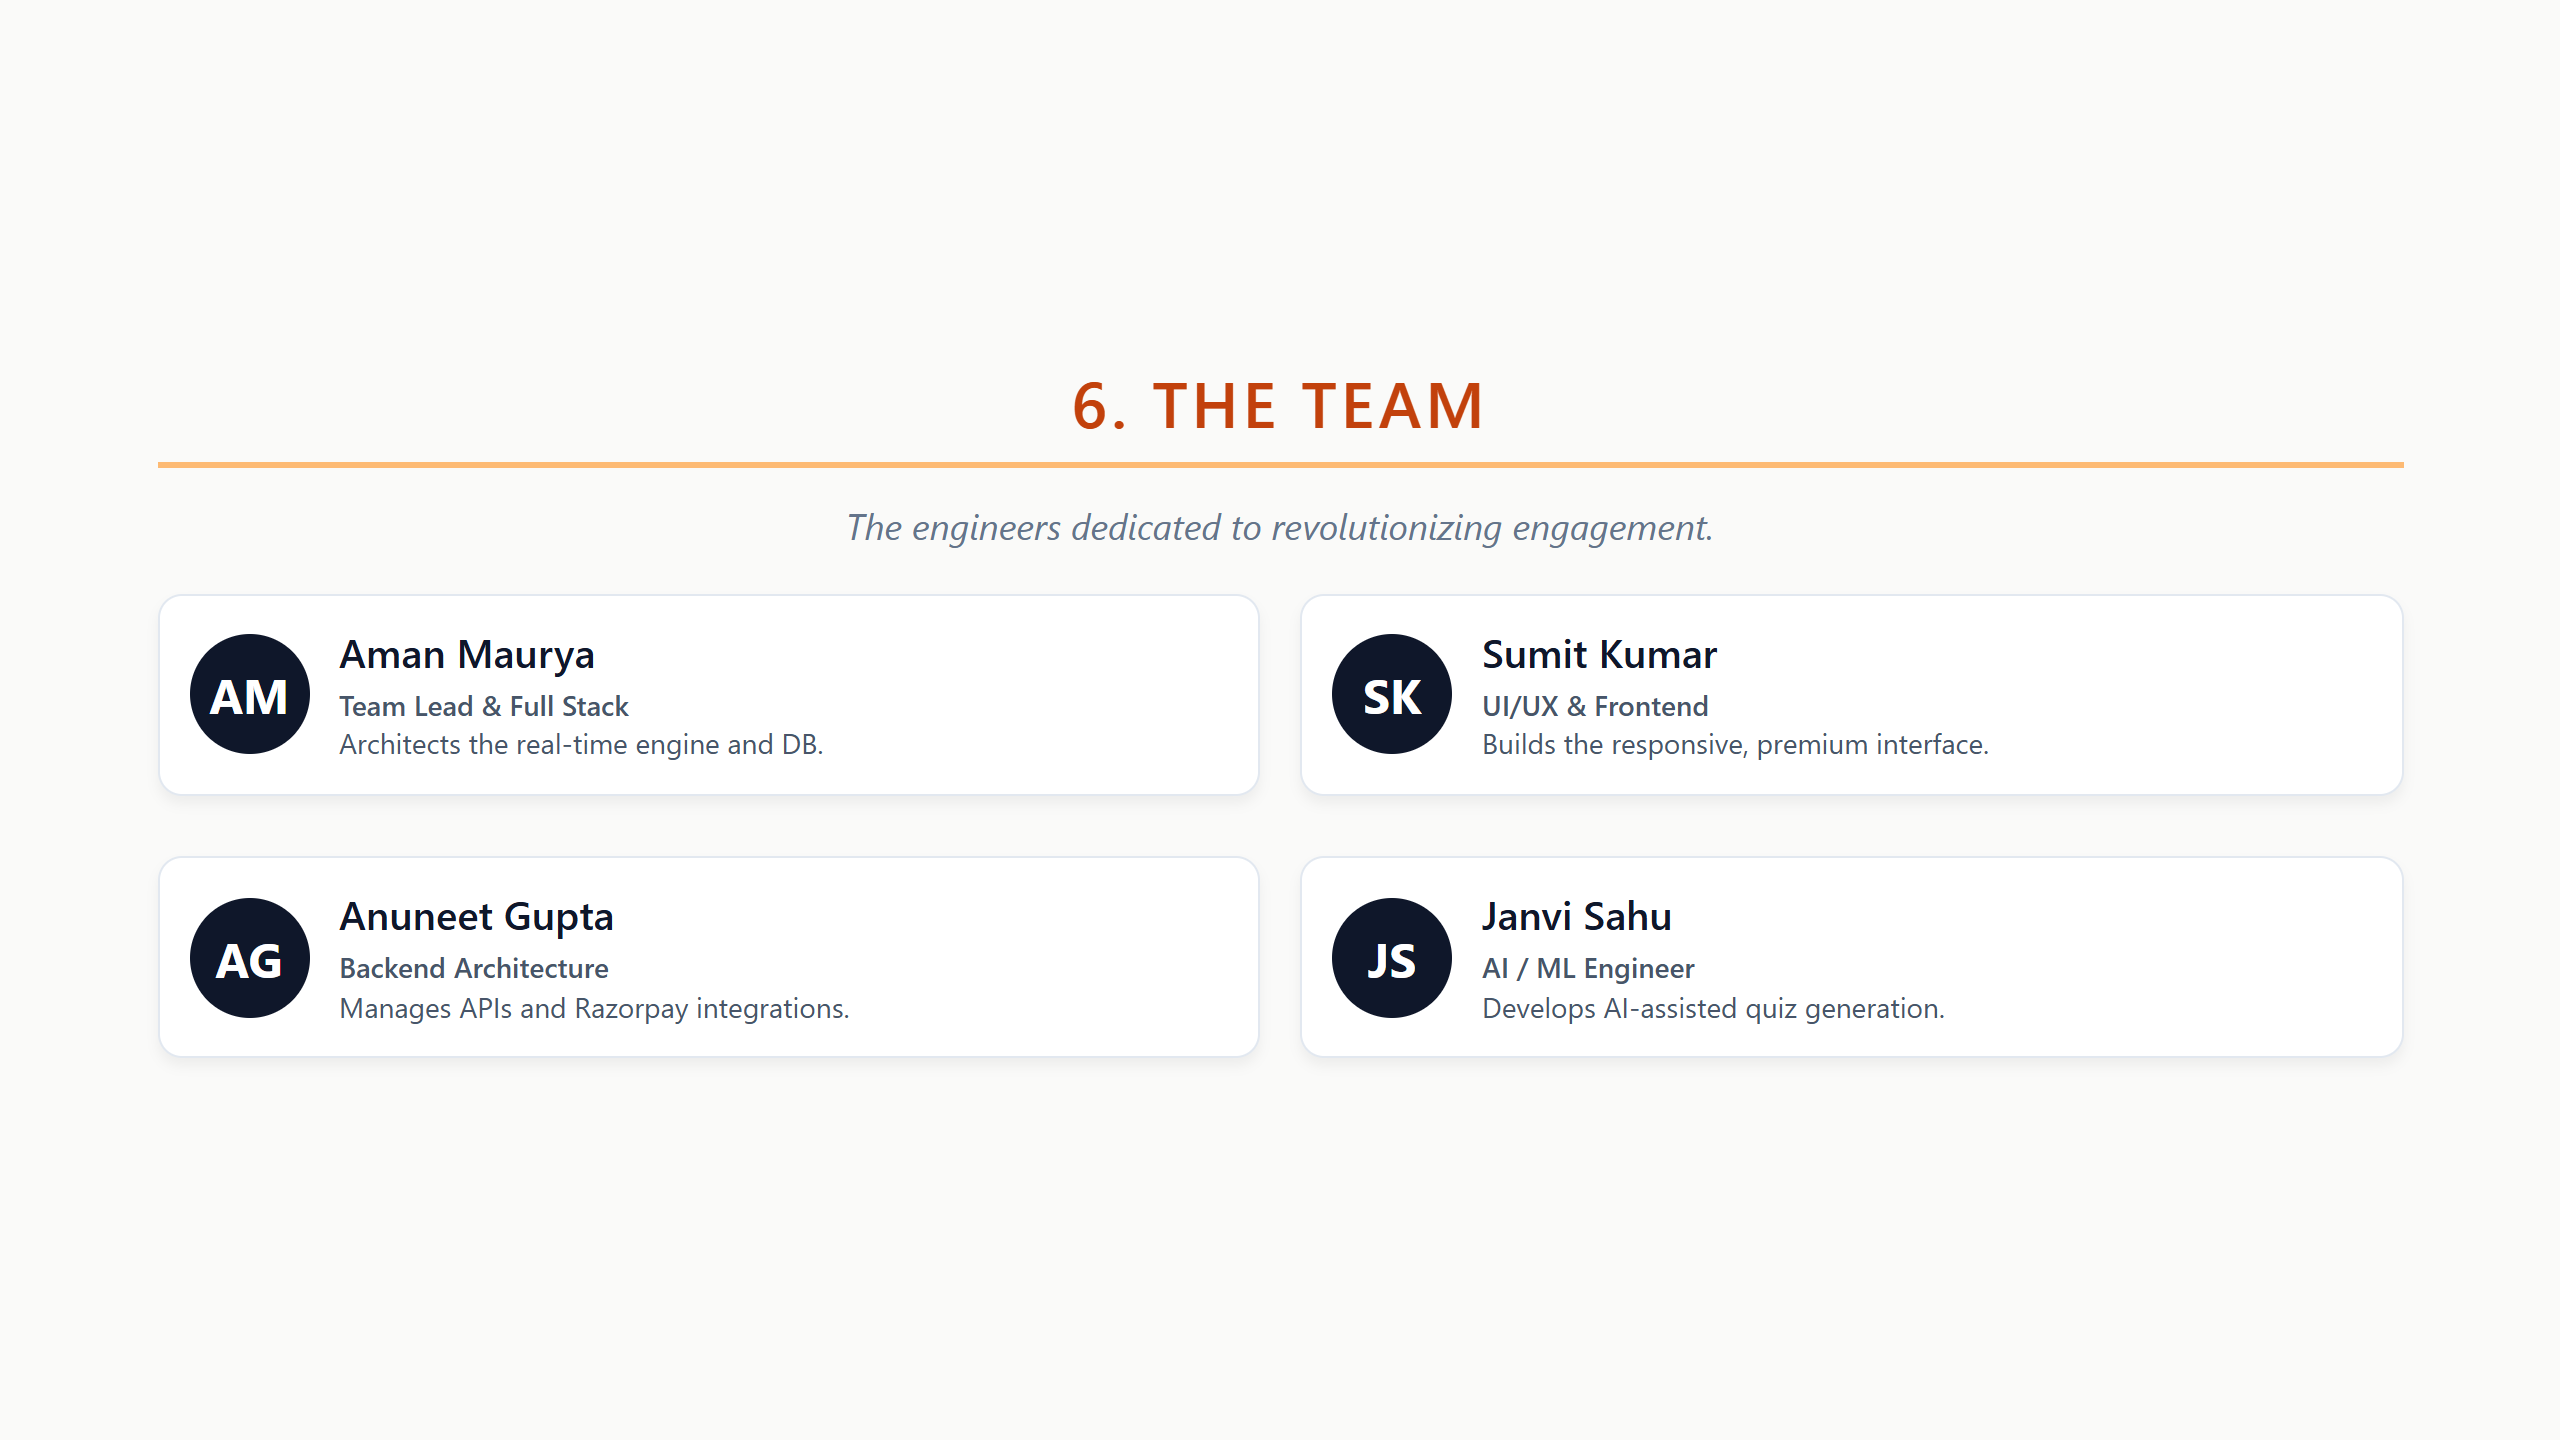 6. THE TEAM
The engineers dedicated to revolutionizing engagement.
AM
Aman Maurya
Team Lead & Full Stack
Architects the real-time engine and DB.
SK
Sumit Kumar
UI/UX & Frontend
Builds the responsive, premium interface.
AG
Anuneet Gupta
Backend Architecture
Manages APIs and Razorpay integrations.
JS
Janvi Sahu
AI / ML Engineer
Develops AI-assisted quiz generation.